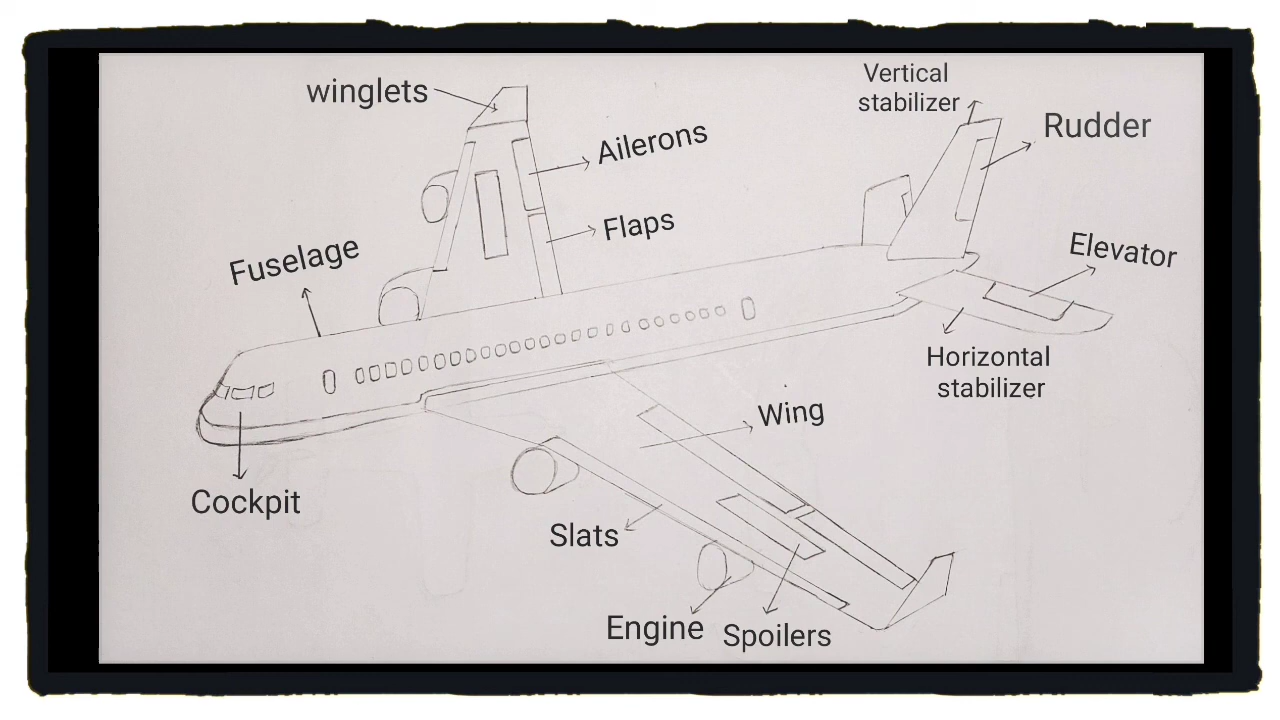 winglets
Vertical
stabilizer
Rudder
Ailerons
Flaps
Fuselage
Elevator
Horizontal
stabilizer
Wing
Cockpit
Slats
Engine
Spoilers